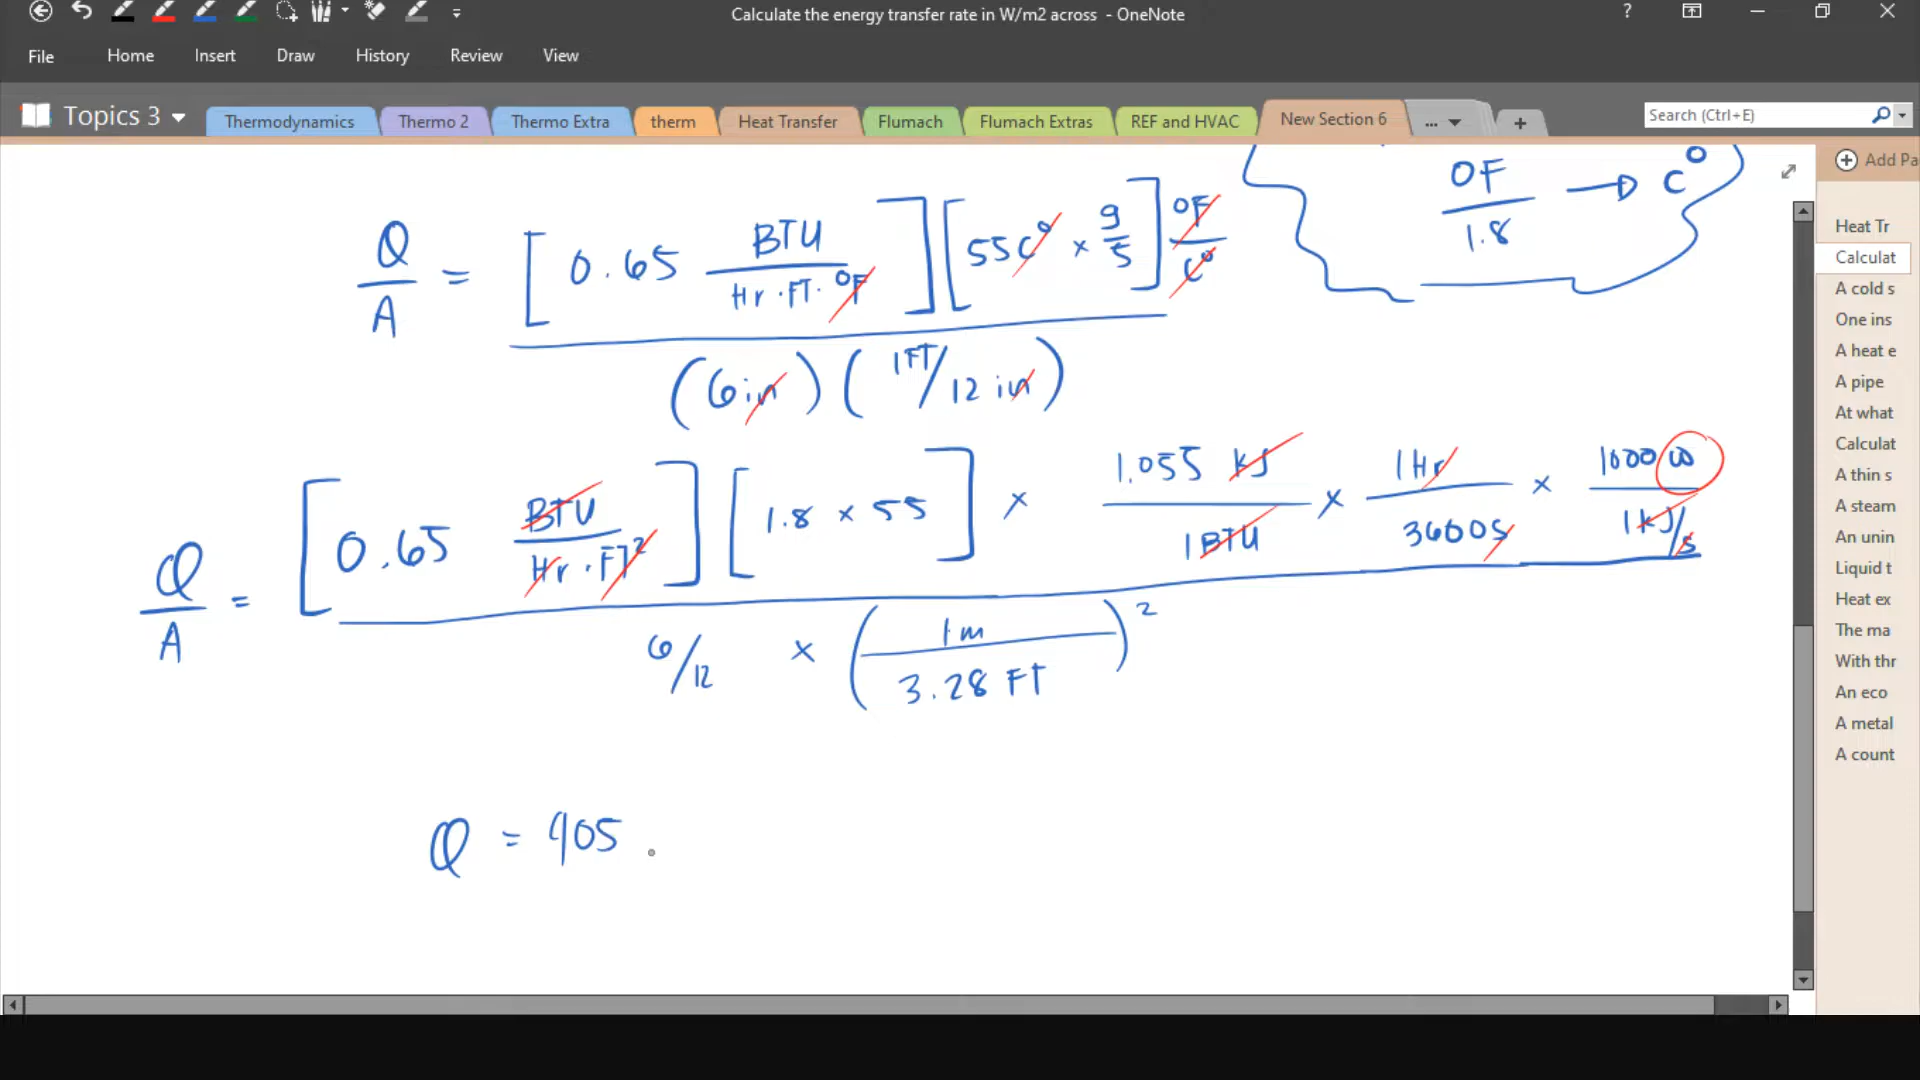 Calculate the energy transfer rate in W/m2 across - OneNote
?
File Home Insert Draw History Review View
Topics 3 Thermodynamics Thermo 2 Thermo Extra therm Heat Transfer Flumach Flumach Extras REF and HVAC New Section 6 ... +
Search (Ctrl+E)
Add Pa
Heat Tr
Calculat
A cold s
One ins
A heat e
A pipe
At what
Calculat
A thin s
A steam
An unin
Liquid t
Heat ex
The ma
With thr
An eco
A metal
A count
OF/1.8 → C°
Q/A = [0.65 BTU/Hr·FT·OF] [55C° × 9/5] OF/C°
(6in) (1FT/12in)
Q/A = [0.65 BTU/Hr·FT²] [1.8 × 55] × 1.055 kJ/1BTU × 1Hr/3600S × 1000W/1kJ/s
6/12 × (1m/3.28 FT)²
Q = 405